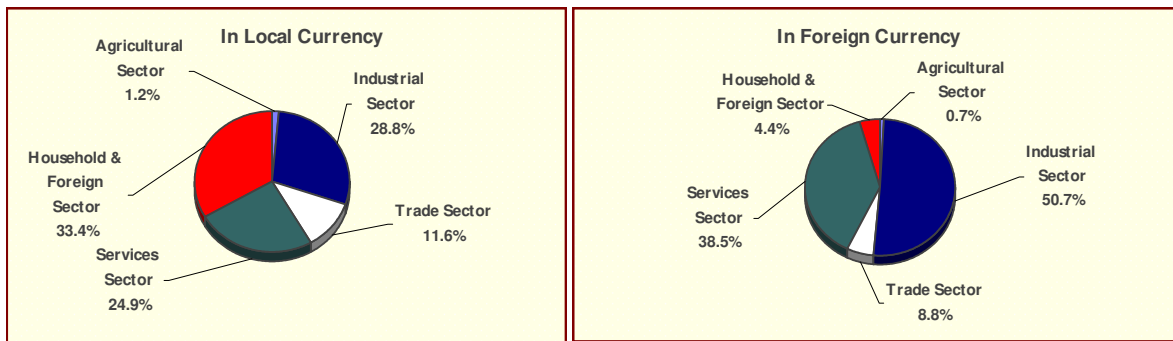 In Local Currency
Agricultural
Sector
1.2%
Industrial
Sector
28.8%
Household &
Foreign
Sector
33.4%
Trade Sector
11.6%
Services
Sector
24.9%
In Foreign Currency
Household &
Foreign Sector
4.4%
Agricultural
Sector
0.7%
Industrial
Sector
50.7%
Services
Sector
38.5%
Trade Sector
8.8%